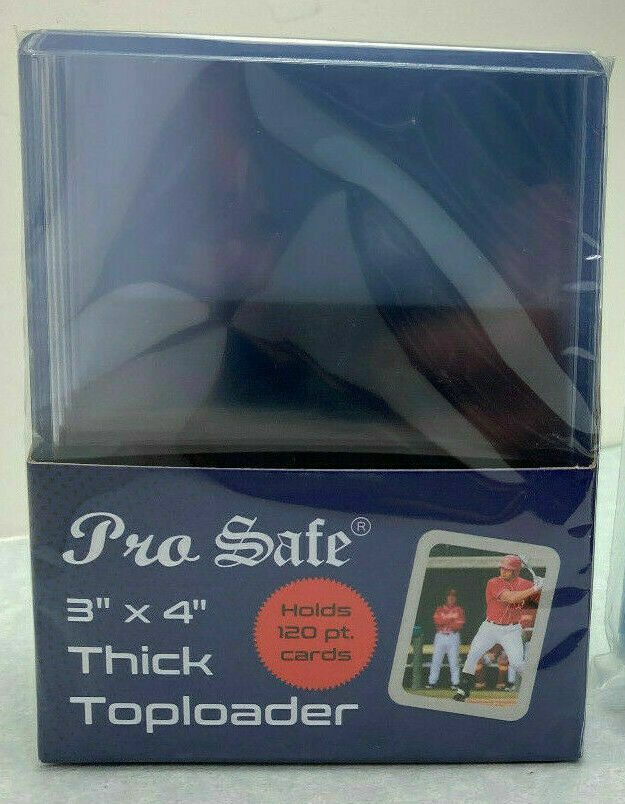 Pro Safe®
3" x 4"
Thick
Toploader
Holds
120 pt.
cards